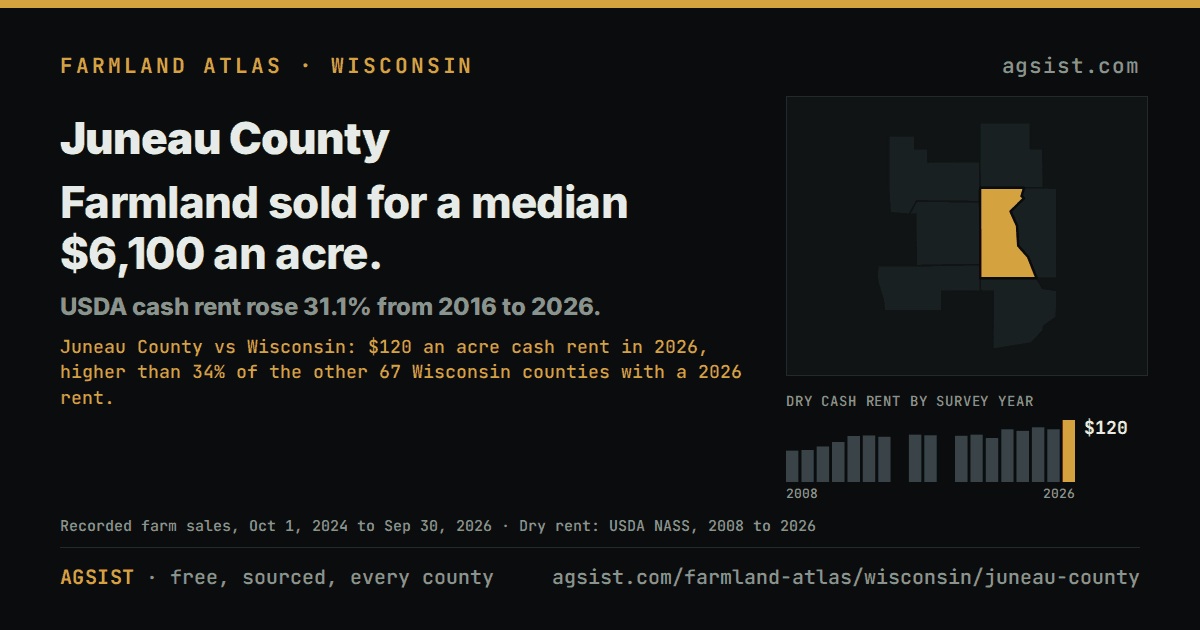 FARMLAND ATLAS · WISCONSIN
agsist.com
Juneau County
Farmland sold for a median
$6,100 an acre.
USDA cash rent rose 31.1% from 2016 to 2026.
Juneau County vs Wisconsin: $120 an acre cash rent in 2026,
higher than 34% of the other 67 Wisconsin counties with a 2026
rent.
DRY CASH RENT BY SURVEY YEAR
$120
2008
2026
Recorded farm sales, Oct 1, 2024 to Sep 30, 2026 · Dry rent: USDA NASS, 2008 to 2026
AGSIST · free, sourced, every county
agsist.com/farmland-atlas/wisconsin/juneau-county